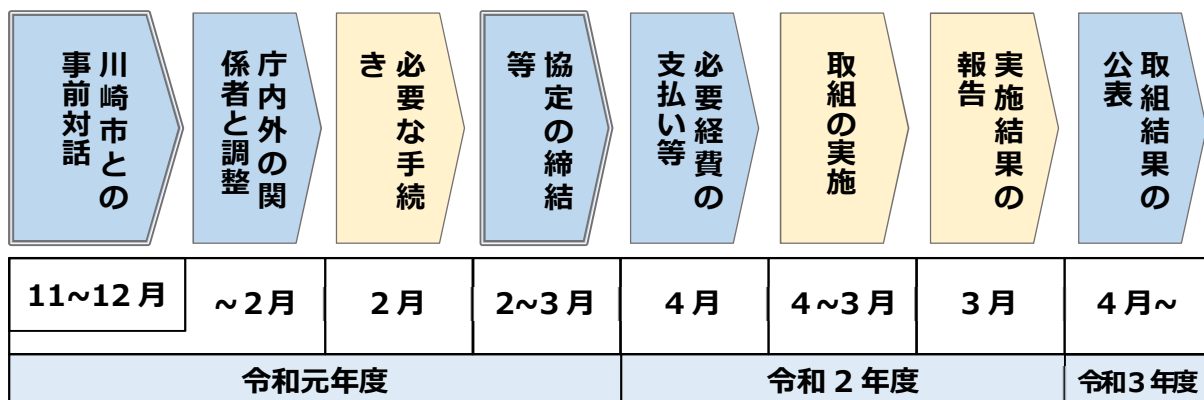 川崎市との
事前対話
庁内外の関
係者と調整
必要な手続
き
協定の締結
等
必要経費の
支払い等
取組の実施
実施結果の
報告
取組結果の
公表
11~12月
~2月
2月
2~3月
4月
4~3月
3月
4月~
令和元年度
令和2年度
令和3年度